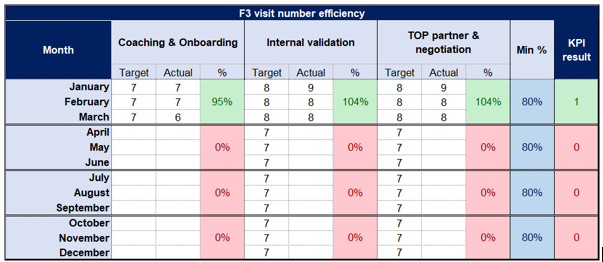 F3 visit number efficiency
Month Coaching & Onboarding Internal validation TOP partner & negotiation Min % KPI result
Target Actual % Target Actual % Target Actual %
January 7 7 8 9 8 9
February 7 7 95% 8 8 104% 8 8 104% 80% 1
March 7 6 8 8 8 8
April 7 7
May 0% 7 0% 7 0% 80% 0
June 7 7
July 7 7
August 0% 7 0% 7 0% 80% 0
September 7 7
October 7 7
November 0% 7 0% 7 0% 80% 0
December 7 7